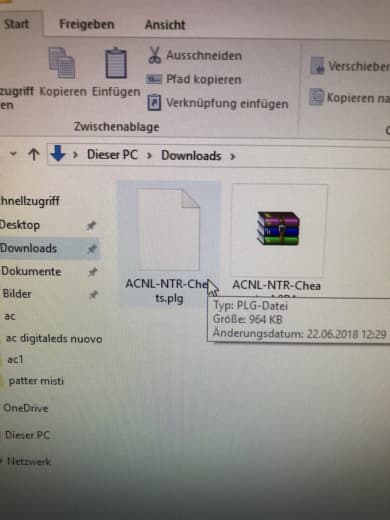 Start Freigeben Ansicht
Ausschneiden
Pfad kopieren
Verknüpfung einfügen
zugriff Kopieren Einfügen
en
Verschieben
Kopieren na
Zwischenablage
Dieser PC > Downloads >
hnellzugriff
Desktop
Downloads
Dokumente
Bilder
ac
ac digitaleds nuovo
ac1
patter misti
OneDrive
Dieser PC
Netzwerk
ACNL-NTR-Che
ts.plg
ACNL-NTR-Chea
Typ: PLG-Datei
Größe: 964 KB
Änderungsdatum: 22.06.2018 12:29